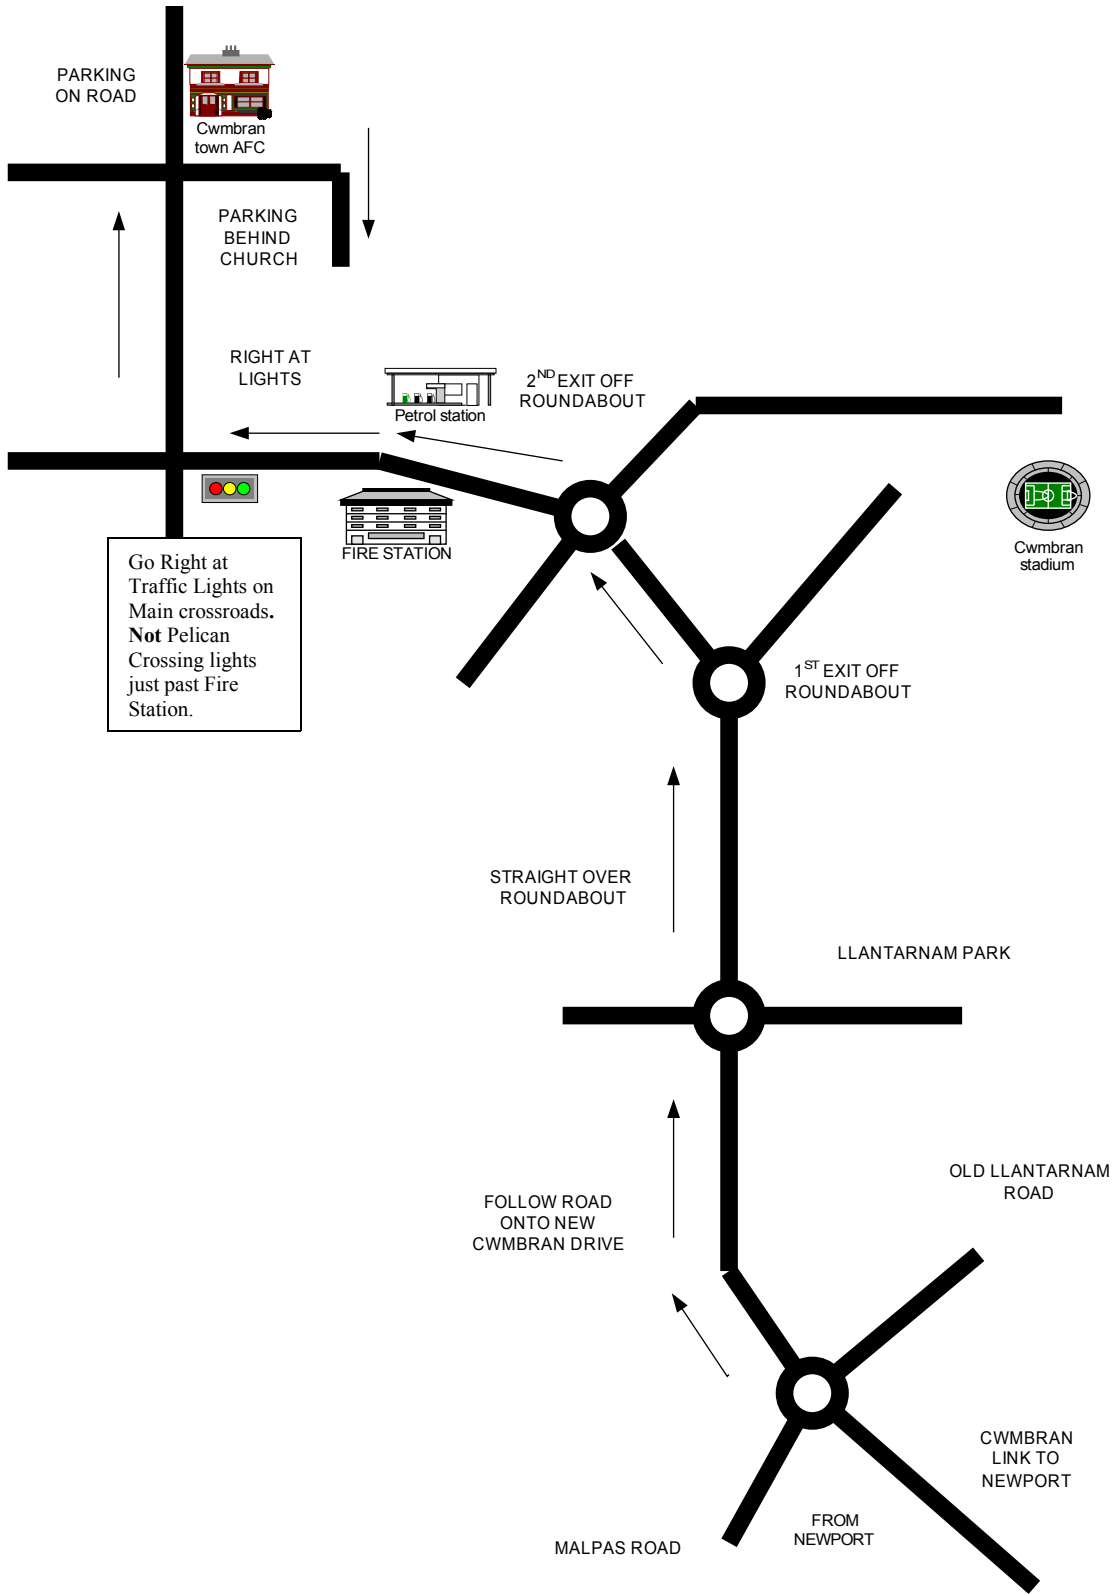 PARKING
ON ROAD
Cwmbran
town AFC
PARKING
BEHIND
CHURCH
RIGHT AT
LIGHTS
Petrol station
2ND EXIT OFF
ROUNDABOUT
FIRE STATION
Cwmbran
stadium
Go Right at
Traffic Lights on
Main crossroads.
Not Pelican
Crossing lights
just past Fire
Station.
1ST EXIT OFF
ROUNDABOUT
STRAIGHT OVER
ROUNDABOUT
LLANTARNAM PARK
OLD LLANTARNAM
ROAD
FOLLOW ROAD
ONTO NEW
CWMBRAN DRIVE
CWMBRAN
LINK TO
NEWPORT
FROM
NEWPORT
MALPAS ROAD